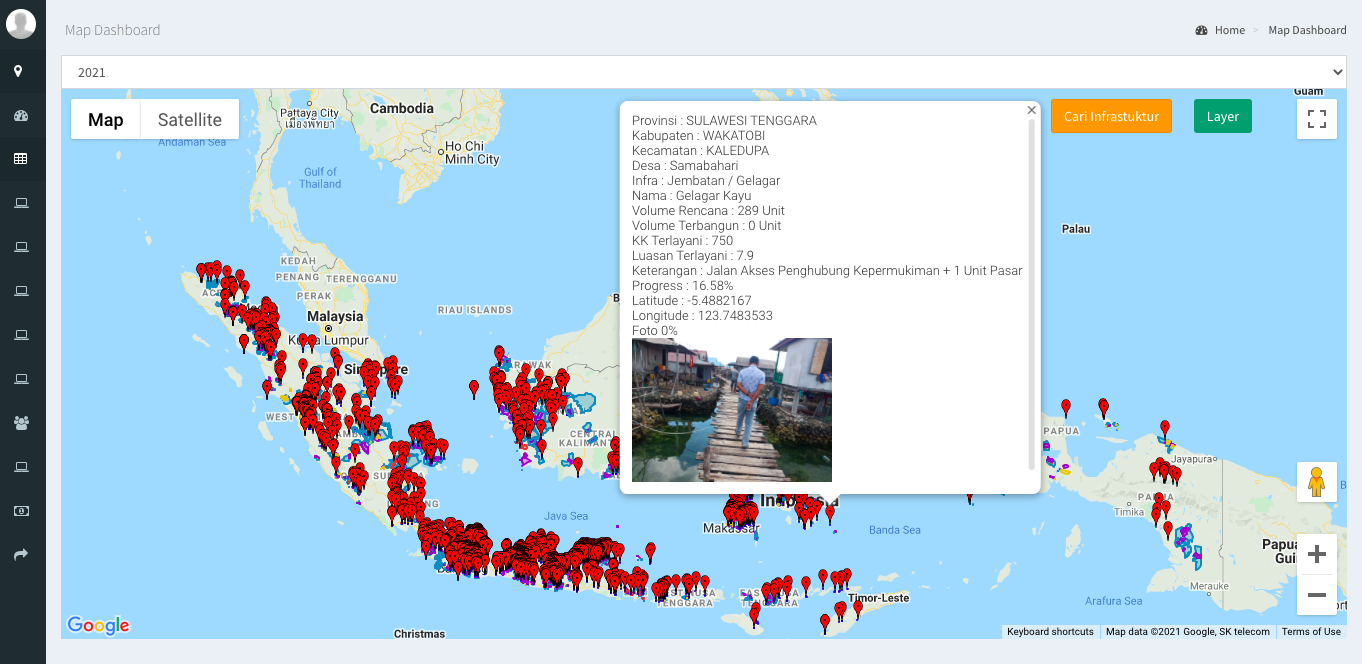 Map Dashboard
Home > Map Dashboard
2021
Map
Satellite
Cari Infrastuktur
Layer
Guam
Cambodia
Pattaya City
เมืองพัทยา
Andaman Sea
Ho Chi
Minh City
Gulf of
Thailand
Palau
KEDAH
PENANG
TERENGGANU
PERAK
Malaysia
Kuala Lumpur
RIAU ISLANDS
Provinsi : SULAWESI TENGGARA
Kabupaten : WAKATOBI
Kecamatan : KALEDUPA
Desa : Samabahari
Infra : Jembatan / Gelagar
Nama : Gelagar Kayu
Volume Rencana : 289 Unit
Volume Terbangun : 0 Unit
KK Terlayani : 750
Luasan Terlayani : 7.9
Keterangan : Jalan Akses Penghubung Kepermukiman + 1 Unit Pasar
Progress : 16.58%
Latitude : -5.4882167
Longitude : 123.7483533
Foto 0%
WEST
CENTRAL
PAPUA
Jayapura
PAPUA
Timika
Indonesia
Makassar
Java Sea
Banda Sea
Merauke
Arafura Sea
TENGGARA
TENGGARA
Timor-Leste
Christmas
Google
Keyboard shortcuts
Map data ©2021 Google, SK telecom
Terms of Use